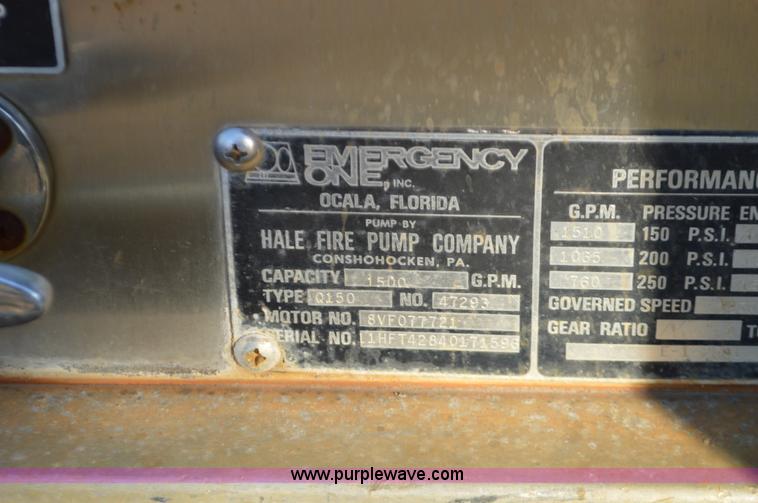 EMERGENCY
ONE, INC.
OCALA, FLORIDA
PUMP BY
HALE FIRE PUMP COMPANY
CONSHOHOCKEN, PA.
CAPACITY 1500 G.P.M.
TYPE Q150 NO. 47293
MOTOR NO. 8VF077721
SERIAL NO.
PERFORMANC
G.P.M. PRESSURE EN
1510 150 P.S.I.
1065 200 P.S.I.
760 250 P.S.I.
GOVERNED SPEED
GEAR RATIO
www.purplewave.com